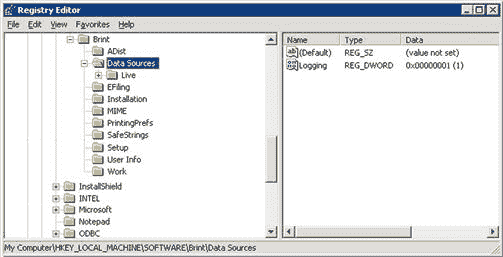 Registry Editor
File Edit View Favorites Help
Brint
ADist
Data Sources
Live
EFiling
Installation
MIME
PrintingPrefs
SafeStrings
Setup
User Info
Work
InstallShield
INTEL
Microsoft
Notepad
ODBC
Name Type Data
(Default) REG_SZ (value not set)
Logging REG_DWORD 0x00000001 (1)
My Computer\HKEY_LOCAL_MACHINE\SOFTWARE\Brint\Data Sources